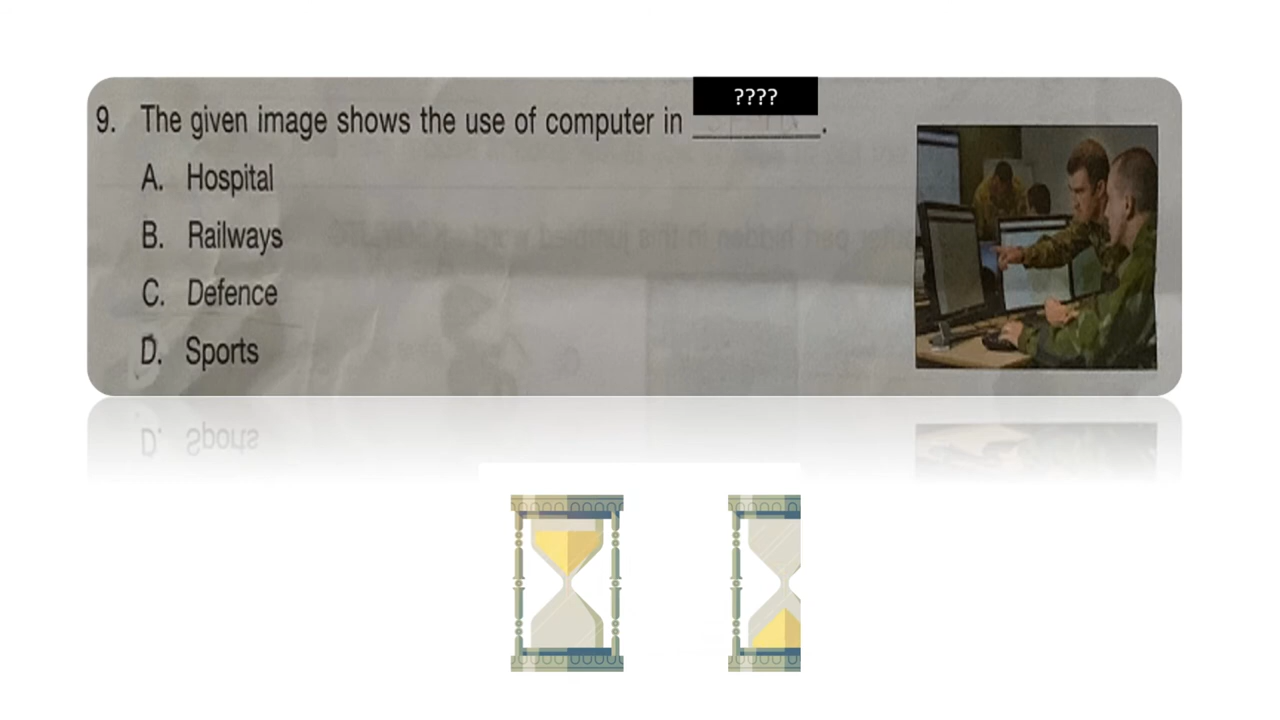 ????
9. The given image shows the use of computer in ________.
A. Hospital
B. Railways
C. Defence
D. Sports